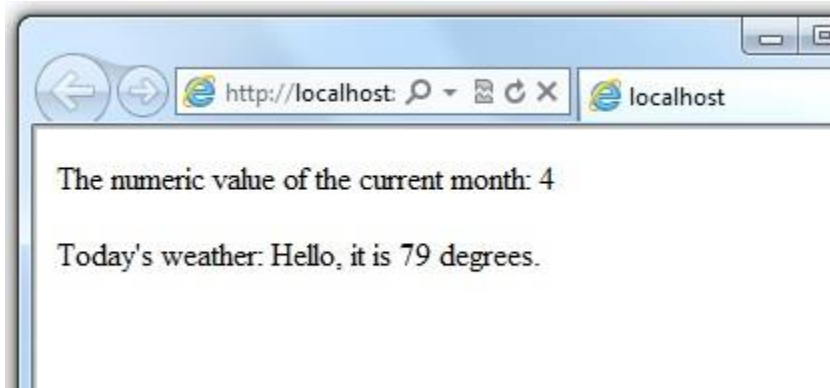 http://localhost:
localhost
The numeric value of the current month: 4
Today's weather: Hello, it is 79 degrees.